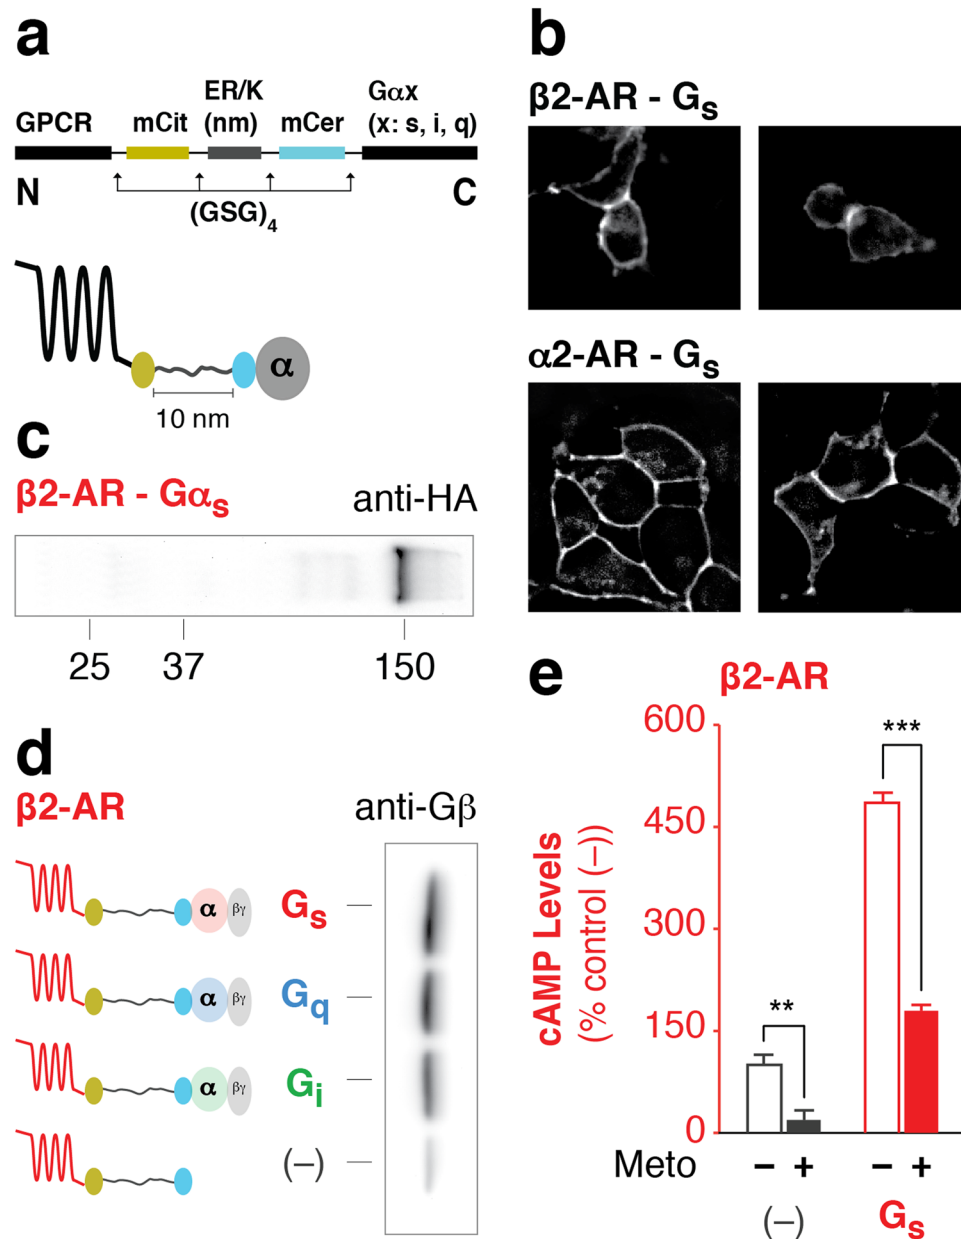 a
GPCR mCit ER/K (nm) mCer Gαx (x: s, i, q)
N C
(GSG)4
α
10 nm
b
β2-AR - Gs
α2-AR - Gs
c
β2-AR - Gαs anti-HA
25 37 150
d
β2-AR anti-Gβ
α βγ Gs
α βγ Gq
α βγ Gi
(–)
e
β2-AR
cAMP Levels
(% control (–))
600
450
300
150
0
***
**
Meto – + – +
(–) Gs